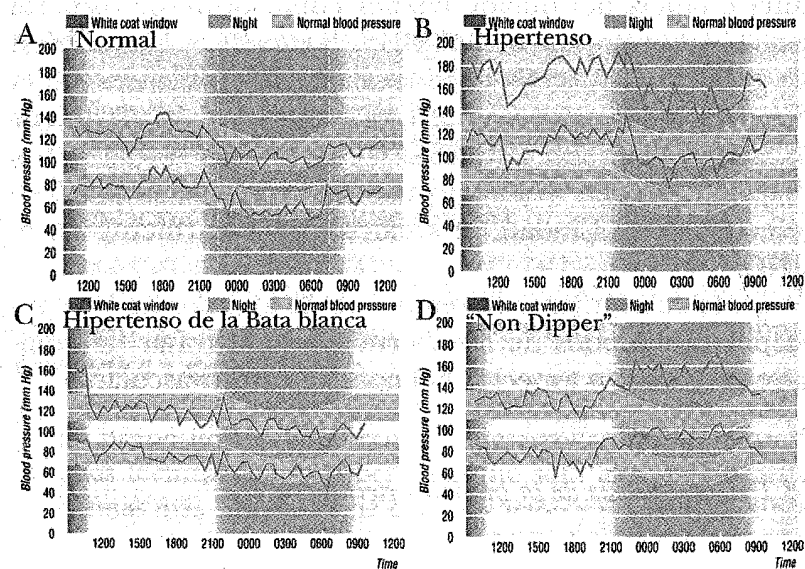 A Normal
White coat window Night Normal blood pressure
Blood pressure (mm Hg)
200
180
160
140
120
100
80
60
40
20
0
1200 1500 1800 2100 0000 0300 0600 0900 1200
B Hipertenso
White coat window Night Normal blood pressure
Blood pressure (mm Hg)
200
180
160
140
120
100
80
60
40
20
0
1200 1500 1800 2100 0000 0300 0600 0900 1200
C Hipertenso de la Bata blanca
White coat window Night Normal blood pressure
Blood pressure (mm Hg)
200
180
160
140
120
100
80
60
40
20
0
1200 1500 1800 2100 0000 0300 0600 0900 1200
Time
D "Non Dipper"
White coat window Night Normal blood pressure
Blood pressure (mm Hg)
200
180
160
140
120
100
80
60
40
20
0
1200 1500 1800 2100 0000 0300 0600 0900 1200
Time